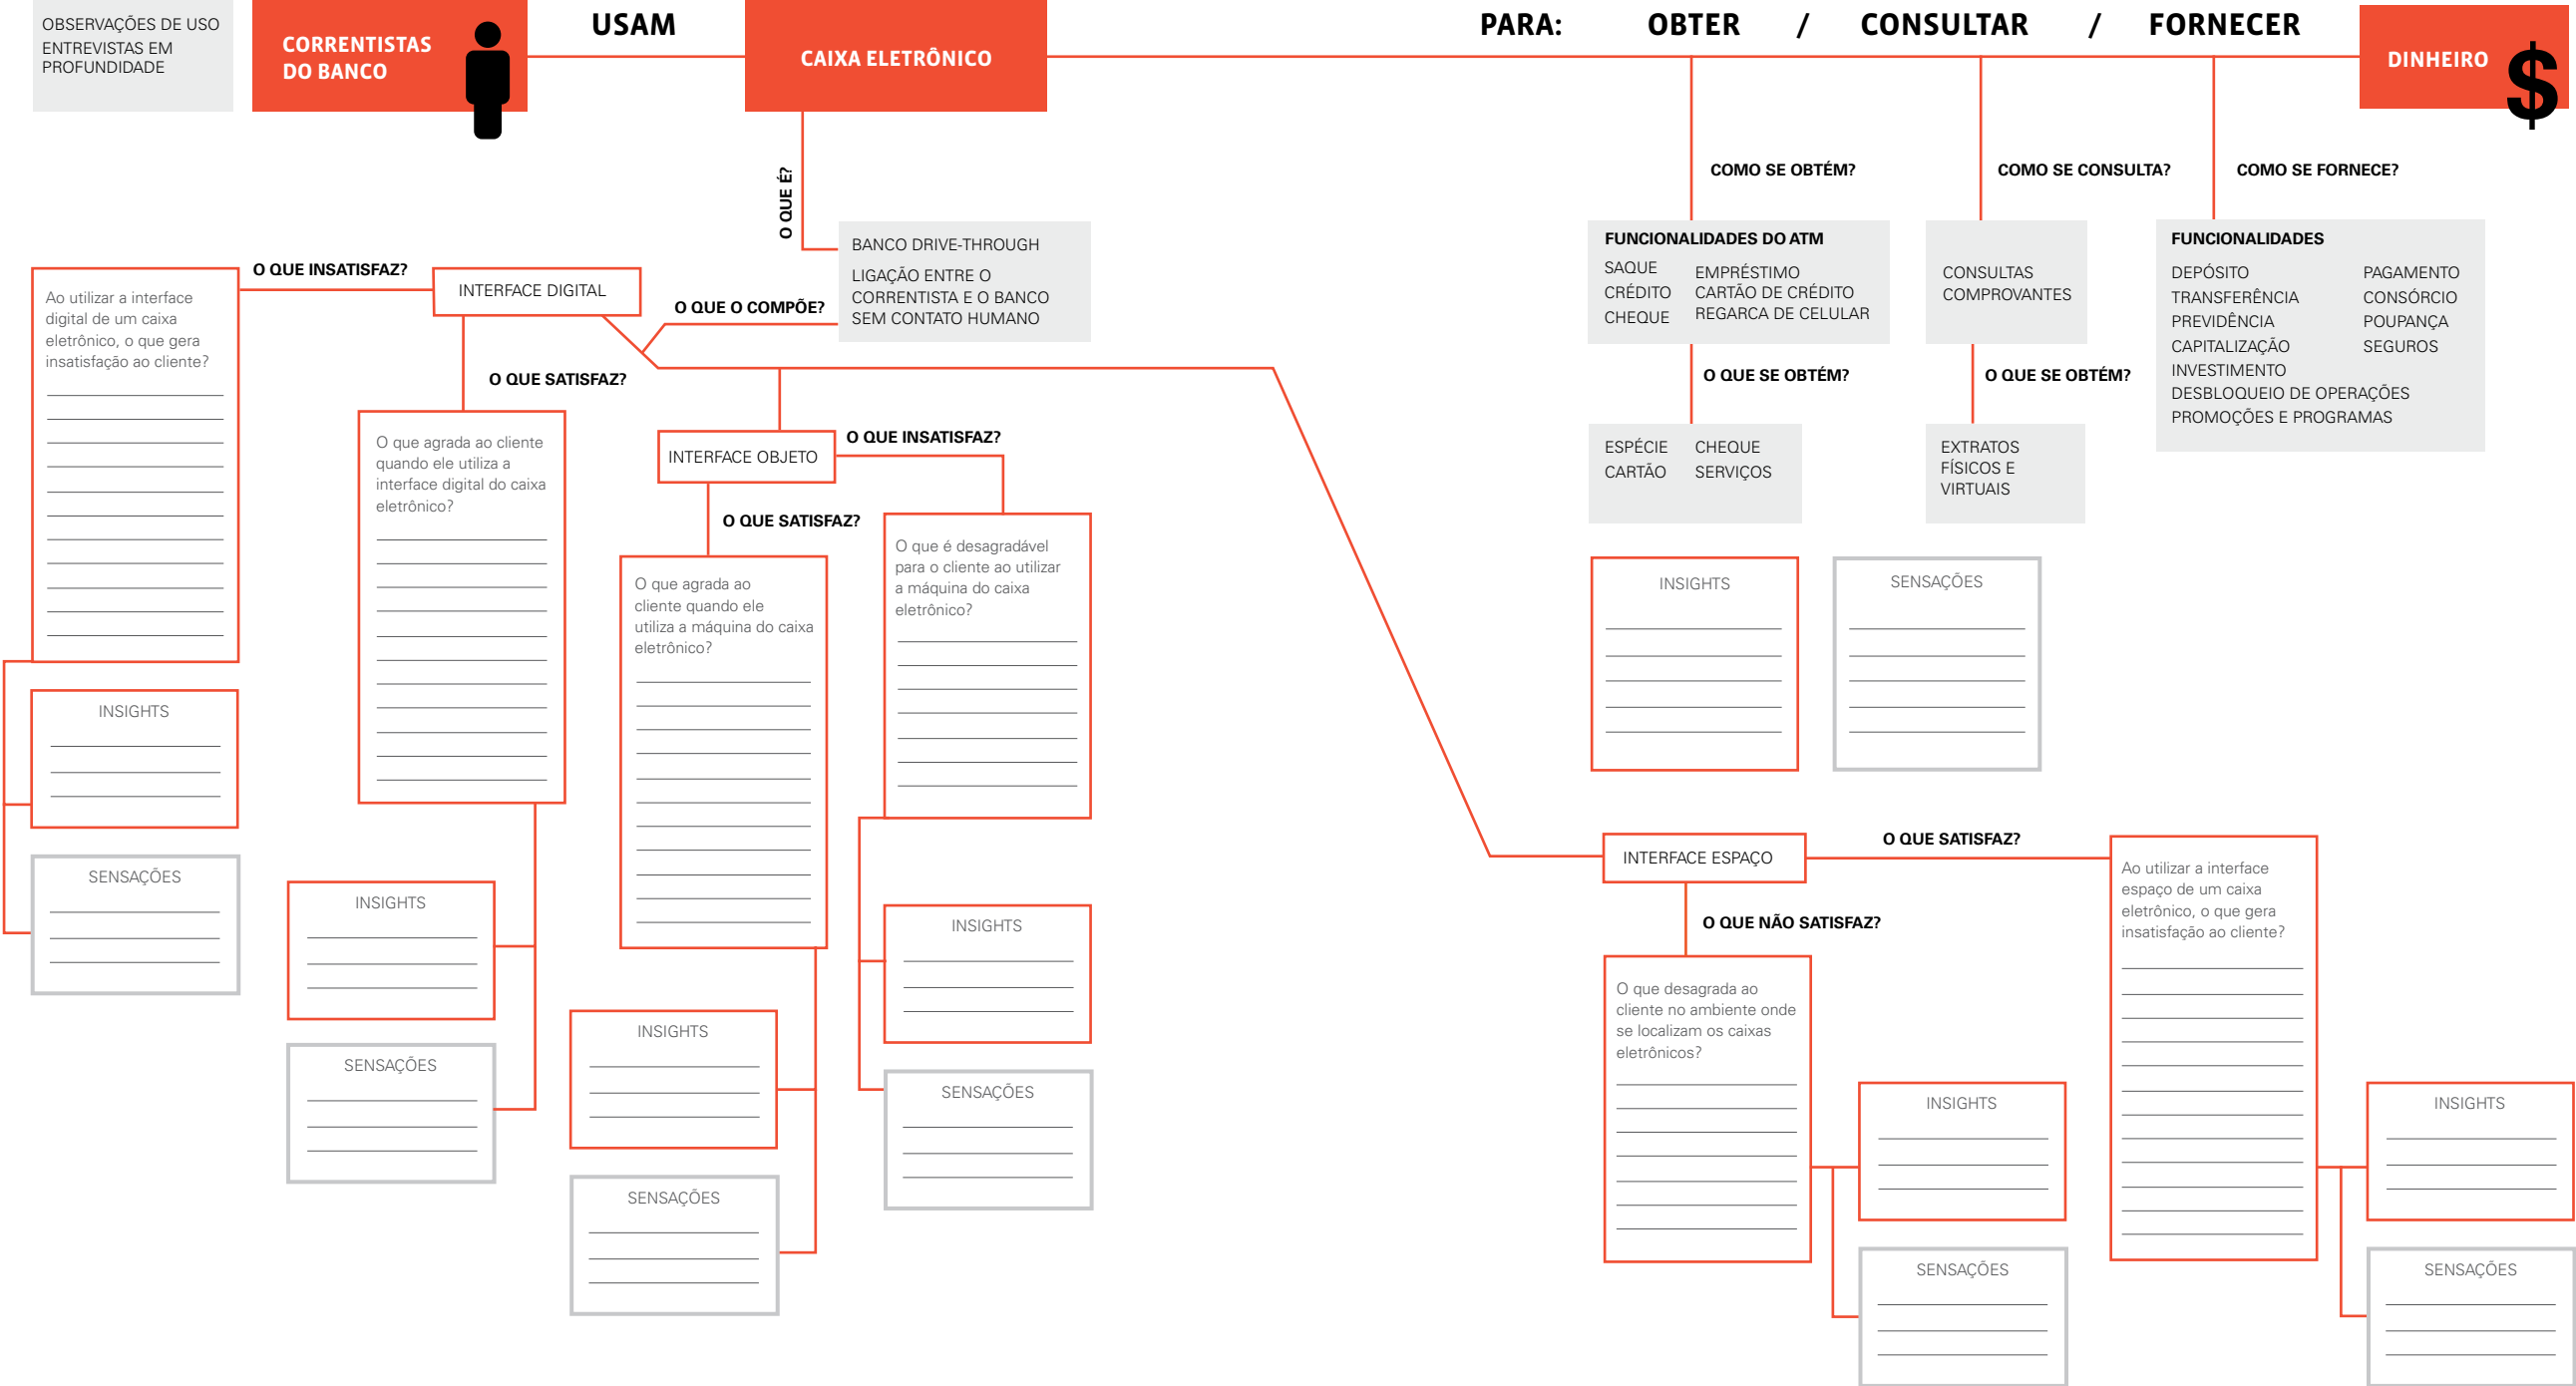 OBSERVAÇÕES DE USO
ENTREVISTAS EM
PROFUNDIDADE
CORRENTISTAS
DO BANCO
USAM
CAIXA ELETRÔNICO
PARA:
OBTER
/
CONSULTAR
/
FORNECER
DINHEIRO
$
O QUE É?
BANCO DRIVE-THROUGH
LIGAÇÃO ENTRE O
CORRENTISTA E O BANCO
SEM CONTATO HUMANO
O QUE O COMPÕE?
INTERFACE DIGITAL
O QUE INSATISFAZ?
Ao utilizar a interface
digital de um caixa
eletrônico, o que gera
insatisfação ao cliente?
INSIGHTS
SENSAÇÕES
O QUE SATISFAZ?
O que agrada ao cliente
quando ele utiliza a
interface digital do caixa
eletrônico?
INSIGHTS
SENSAÇÕES
INTERFACE OBJETO
O QUE SATISFAZ?
O que agrada ao
cliente quando ele
utiliza a máquina do caixa
eletrônico?
INSIGHTS
SENSAÇÕES
O QUE INSATISFAZ?
O que é desagradável
para o cliente ao utilizar
a máquina do caixa
eletrônico?
INSIGHTS
SENSAÇÕES
COMO SE OBTÉM?
FUNCIONALIDADES DO ATM
SAQUE
CRÉDITO
CHEQUE
EMPRÉSTIMO
CARTÃO DE CRÉDITO
REGARCA DE CELULAR
O QUE SE OBTÉM?
ESPÉCIE
CARTÃO
CHEQUE
SERVIÇOS
COMO SE CONSULTA?
CONSULTAS
COMPROVANTES
O QUE SE OBTÉM?
EXTRATOS
FÍSICOS E
VIRTUAIS
COMO SE FORNECE?
FUNCIONALIDADES
DEPÓSITO
TRANSFERÊNCIA
PREVIDÊNCIA
CAPITALIZAÇÃO
INVESTIMENTO
DESBLOQUEIO DE OPERAÇÕES
PROMOÇÕES E PROGRAMAS
PAGAMENTO
CONSÓRCIO
POUPANÇA
SEGUROS
INSIGHTS
SENSAÇÕES
INTERFACE ESPAÇO
O QUE NÃO SATISFAZ?
O que desagrada ao
cliente no ambiente onde
se localizam os caixas
eletrônicos?
INSIGHTS
SENSAÇÕES
O QUE SATISFAZ?
Ao utilizar a interface
espaço de um caixa
eletrônico, o que gera
insatisfação ao cliente?
INSIGHTS
SENSAÇÕES